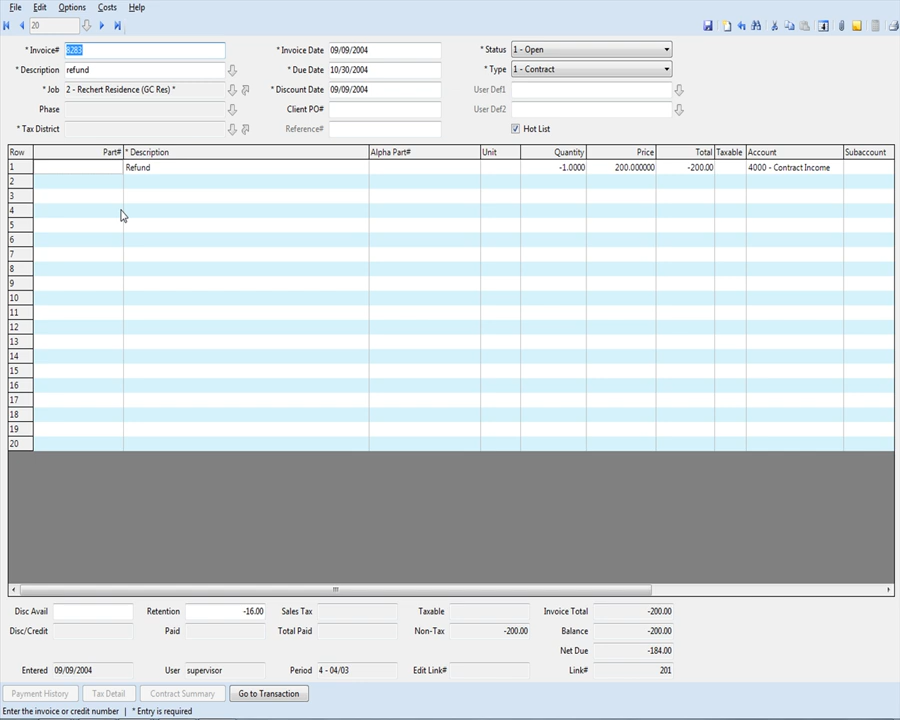 File Edit Options Costs Help
20
* Invoice# 8283 * Invoice Date 09/09/2004 * Status 1 - Open
* Description refund * Due Date 10/30/2004 * Type 1 - Contract
* Job 2 - Rechert Residence (GC Res) * * Discount Date 09/09/2004 User Def1
Phase Client PO# User Def2
* Tax District Reference# Hot List
Row Part# * Description Alpha Part# Unit Quantity Price Total Taxable Account Subaccount
1 Refund -1.0000 200.000000 -200.00 4000 - Contract Income
2
3
4
5
6
7
8
9
10
11
12
13
14
15
16
17
18
19
20
Disc Avail Retention -16.00 Sales Tax Taxable Invoice Total -200.00
Disc/Credit Paid Total Paid Non-Tax -200.00 Balance -200.00
Net Due -184.00
Entered 09/09/2004 User supervisor Period 4 - 04/03 Edit Link# Link# 201
Payment History Tax Detail Contract Summary Go to Transaction
Enter the invoice or credit number | * Entry is required